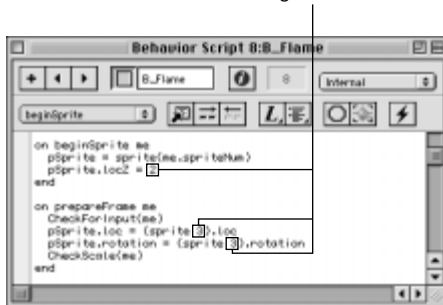 Behavior Script 8:B_Flame
B_Flame
8
Internal
beginSprite
L
on beginSprite me
pSprite = sprite(me.spriteNum)
pSprite.locZ = 2
end
on prepareFrame me
CheckForInput(me)
pSprite.loc = (sprite 3).loc
pSprite.rotation = (sprite 3).rotation
CheckScale(me)
end